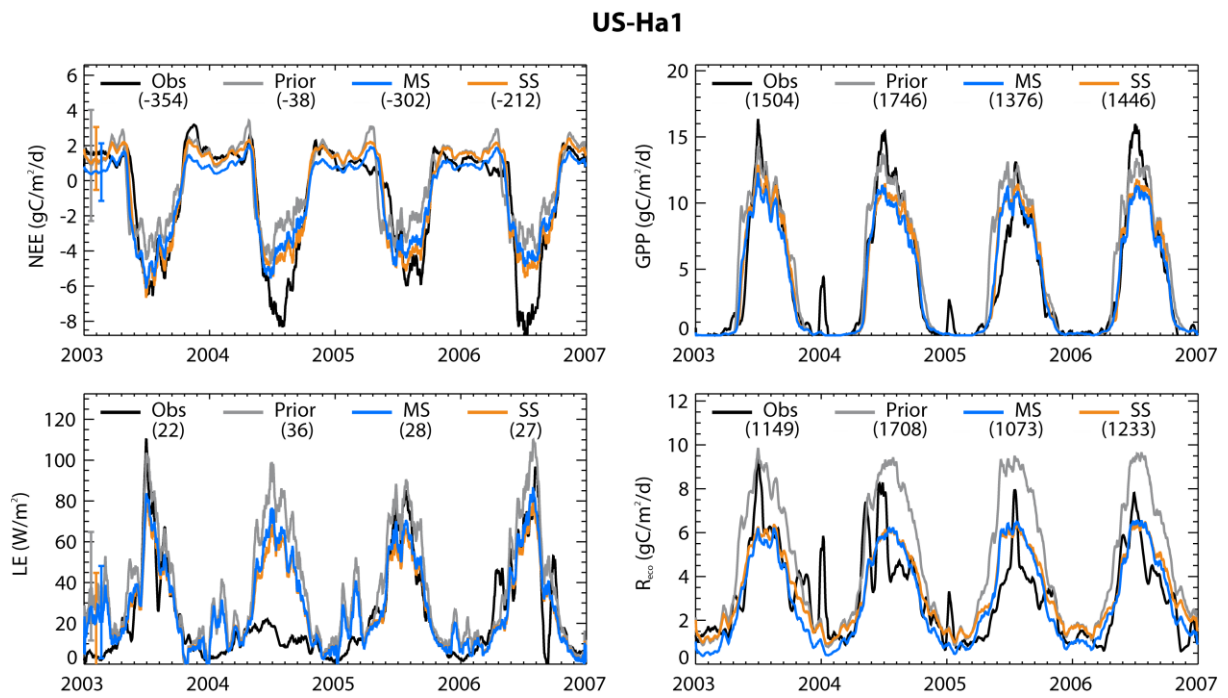 US-Ha1
Obs Prior MS SS
(-354) (-38) (-302) (-212)
NEE (gC/m²/d)
6
4
2
0
-2
-4
-6
-8
2003 2004 2005 2006 2007
Obs Prior MS SS
(1504) (1746) (1376) (1446)
GPP (gC/m²/d)
20
15
10
5
0
2003 2004 2005 2006 2007
Obs Prior MS SS
(22) (36) (28) (27)
LE (W/m²)
120
100
80
60
40
20
0
2003 2004 2005 2006 2007
Obs Prior MS SS
(1149) (1708) (1073) (1233)
Reco (gC/m²/d)
12
10
8
6
4
2
0
2003 2004 2005 2006 2007